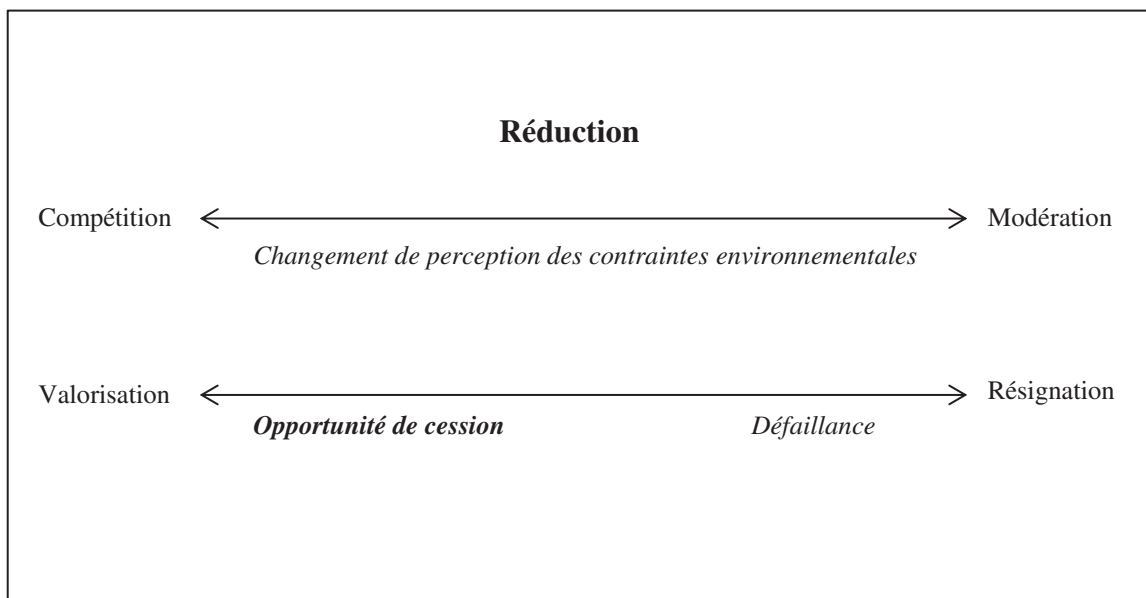 Réduction
Compétition Modération
Changement de perception des contraintes environnementales
Valorisation Résignation
Opportunité de cession Défaillance